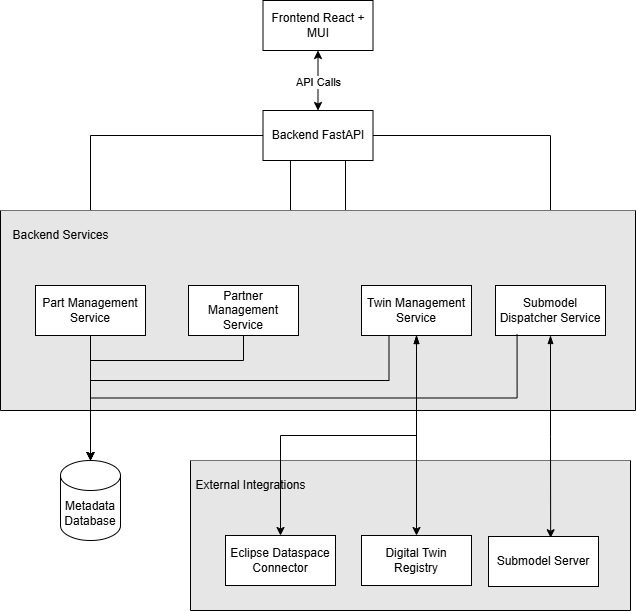 Frontend React +
MUI
API Calls
Backend FastAPI
Backend Services
Part Management
Service
Partner
Management
Service
Twin Management
Service
Submodel
Dispatcher Service
Metadata
Database
External Integrations
Eclipse Dataspace
Connector
Digital Twin
Registry
Submodel Server